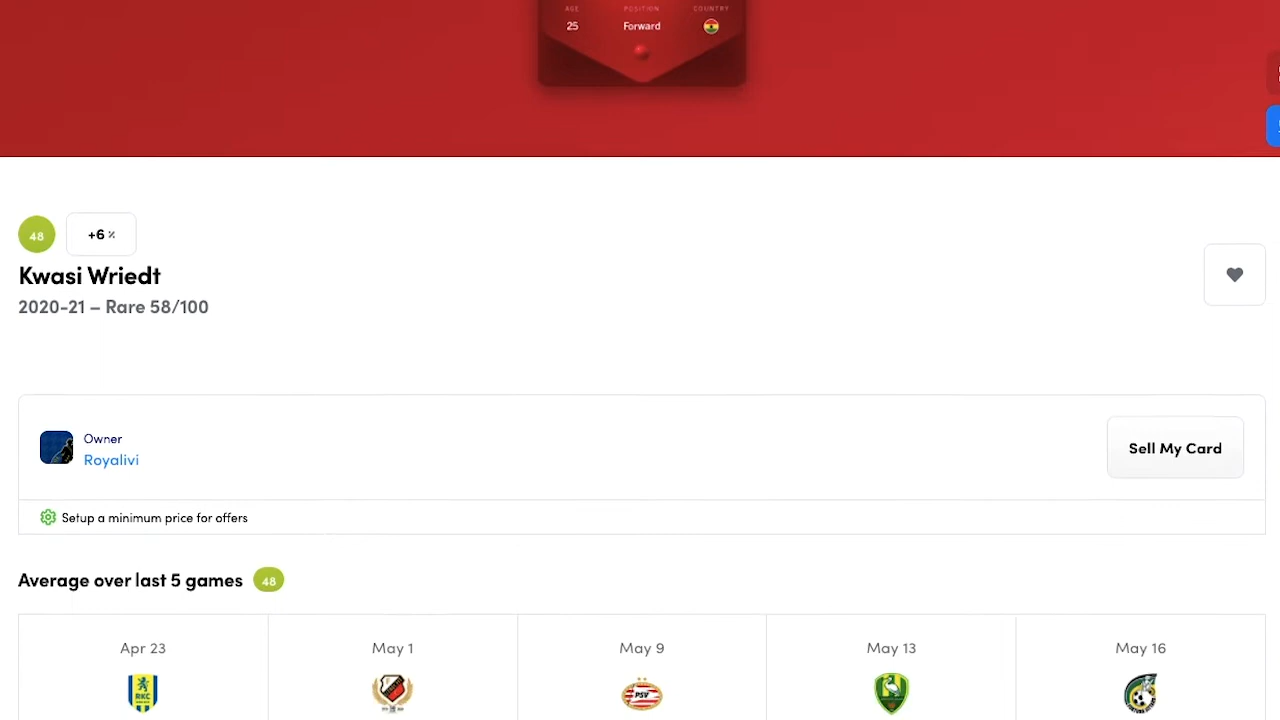 AGE POSITION COUNTRY
25 Forward
48 +6 %
Kwasi Wriedt
2020-21 – Rare 58/100
Owner
Royalivi
Sell My Card
Setup a minimum price for offers
Average over last 5 games 48
Apr 23 May 1 May 9 May 13 May 16
RKC PSV